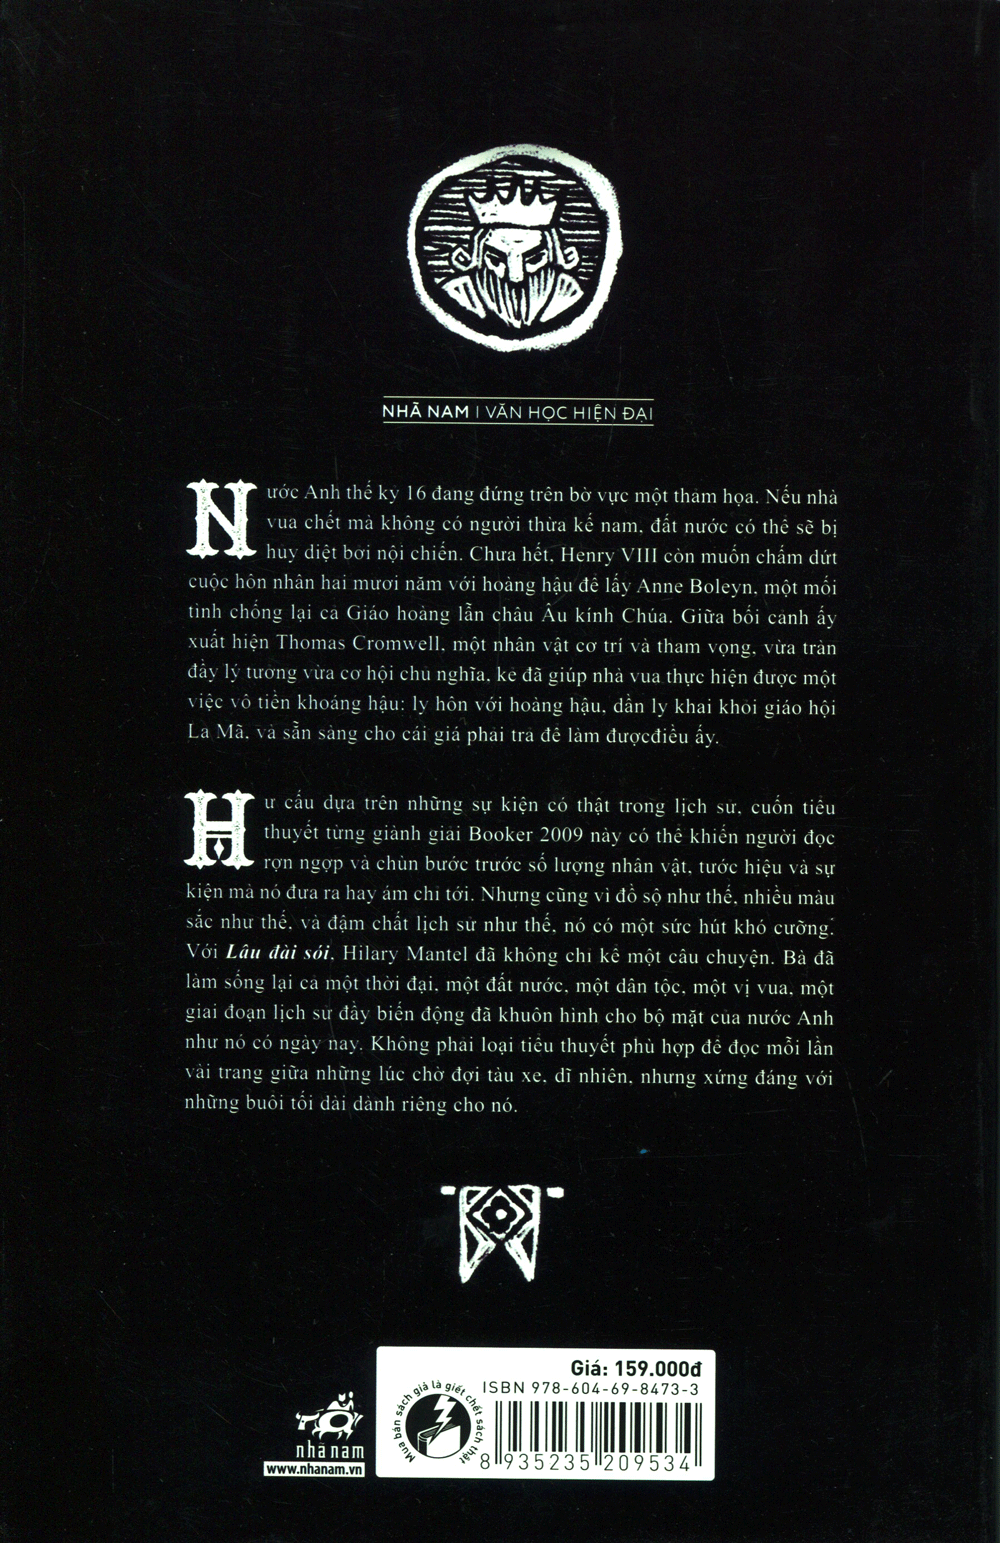 NHÃ NAM | VĂN HỌC HIỆN ĐẠI
Nước Anh thế kỷ 16 đang đứng trên bờ vực một thảm họa. Nếu nhà
vua chết mà không có người thừa kế nam, đất nước có thể sẽ bị
hủy diệt bởi nội chiến. Chưa hết, Henry VIII còn muốn chấm dứt
cuộc hôn nhân hai mươi năm với hoàng hậu để lấy Anne Boleyn, một mối
tình chống lại cả Giáo hoàng lẫn châu Âu kính Chúa. Giữa bối cảnh ấy
xuất hiện Thomas Cromwell, một nhân vật cơ trí và tham vọng, vừa tràn
đầy lý tưởng vừa cơ hội chủ nghĩa, kẻ đã giúp nhà vua thực hiện được một
việc vô tiền khoáng hậu: ly hôn với hoàng hậu, dần ly khai khỏi giáo hội
La Mã, và sẵn sàng cho cái giá phải trả để làm đượcđiều ấy.
Hư cấu dựa trên những sự kiện có thật trong lịch sử, cuốn tiểu
thuyết từng giành giải Booker 2009 này có thể khiến người đọc
rợn ngợp và chùn bước trước số lượng nhân vật, tước hiệu và sự
kiện mà nó đưa ra hay ám chỉ tới. Nhưng cũng vì đồ sộ như thế, nhiều màu
sắc như thế, và đậm chất lịch sử như thế, nó có một sức hút khó cưỡng.
Với Lâu đài sói, Hilary Mantel đã không chỉ kể một câu chuyện. Bà đã
làm sống lại cả một thời đại, một đất nước, một dân tộc, một vị vua, một
giai đoạn lịch sử đầy biến động đã khuôn hình cho bộ mặt của nước Anh
như nó có ngày nay. Không phải loại tiểu thuyết phù hợp để đọc mỗi lần
vài trang giữa những lúc chờ đợi tàu xe, dĩ nhiên, nhưng xứng đáng với
những buổi tối dài dành riêng cho nó.
Giá: 159.000đ
ISBN 978-604-69-8473-3
Mua bán sách giả là giết chết sách thật
8 935235 209534
nhã nam
www.nhanam.vn